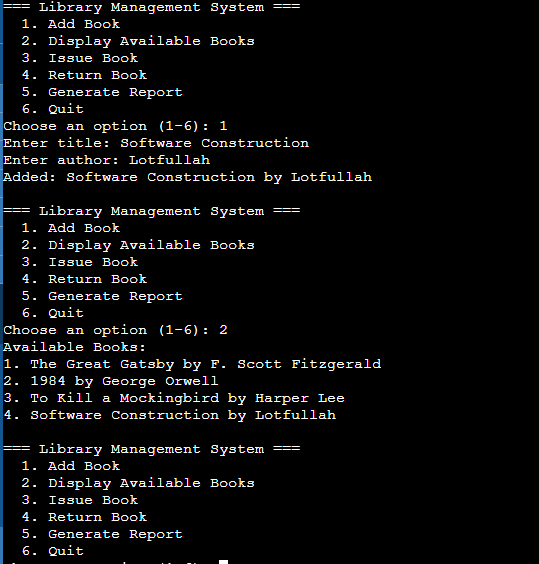 === Library Management System ===
  1. Add Book
  2. Display Available Books
  3. Issue Book
  4. Return Book
  5. Generate Report
  6. Quit
Choose an option (1-6): 1
Enter title: Software Construction
Enter author: Lotfullah
Added: Software Construction by Lotfullah

=== Library Management System ===
  1. Add Book
  2. Display Available Books
  3. Issue Book
  4. Return Book
  5. Generate Report
  6. Quit
Choose an option (1-6): 2
Available Books:
1. The Great Gatsby by F. Scott Fitzgerald
2. 1984 by George Orwell
3. To Kill a Mockingbird by Harper Lee
4. Software Construction by Lotfullah

=== Library Management System ===
  1. Add Book
  2. Display Available Books
  3. Issue Book
  4. Return Book
  5. Generate Report
  6. Quit